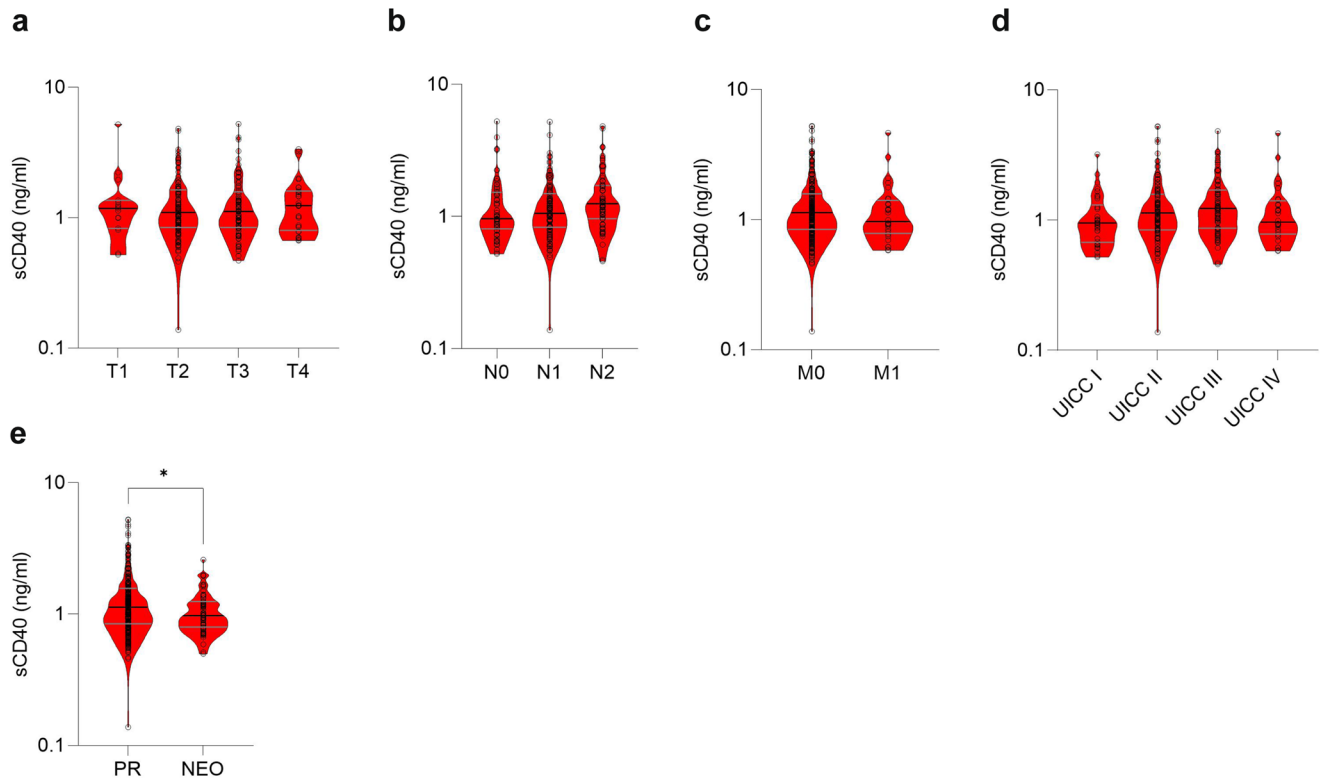 a
sCD40 (ng/ml)
10
1
0.1
T1 T2 T3 T4
b
sCD40 (ng/ml)
10
1
0.1
N0 N1 N2
c
sCD40 (ng/ml)
10
1
0.1
M0 M1
d
sCD40 (ng/ml)
10
1
0.1
UICC I UICC II UICC III UICC IV
e
sCD40 (ng/ml)
10
1
0.1
*
PR NEO